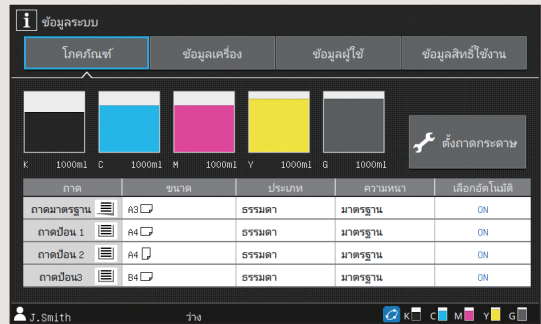 i ข้อมูลระบบ
โภคภัณฑ์ ข้อมูลเครื่อง ข้อมูลผู้ใช้ ข้อมูลสิทธิ์ใช้งาน
ตั้งถาดกระดาษ
K 1000ml C 1000ml M 1000ml Y 1000ml G 1000ml
ถาด ขนาด ประเภท ความหนา เลือกอัตโนมัติ
ถาดมาตรฐาน A3 ธรรมดา มาตรฐาน ON
ถาดป้อน 1 A4 ธรรมดา มาตรฐาน ON
ถาดป้อน 2 A4 ธรรมดา มาตรฐาน ON
ถาดป้อน3 B4 ธรรมดา มาตรฐาน ON
J.Smith ว่าง K C M Y G